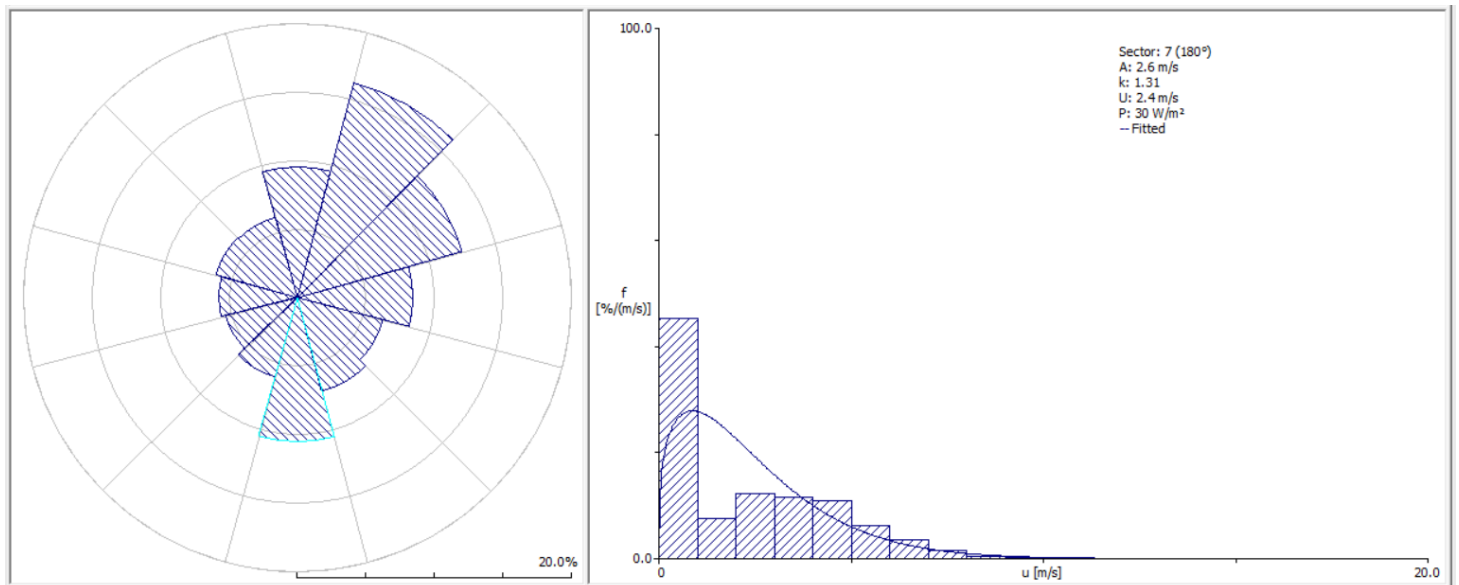 20.0%
100.0
f
[%/(m/s)]
0.0
0
u [m/s]
20.0
Sector: 7 (180°)
A: 2.6 m/s
k: 1.31
U: 2.4 m/s
P: 30 W/m²
-- Fitted